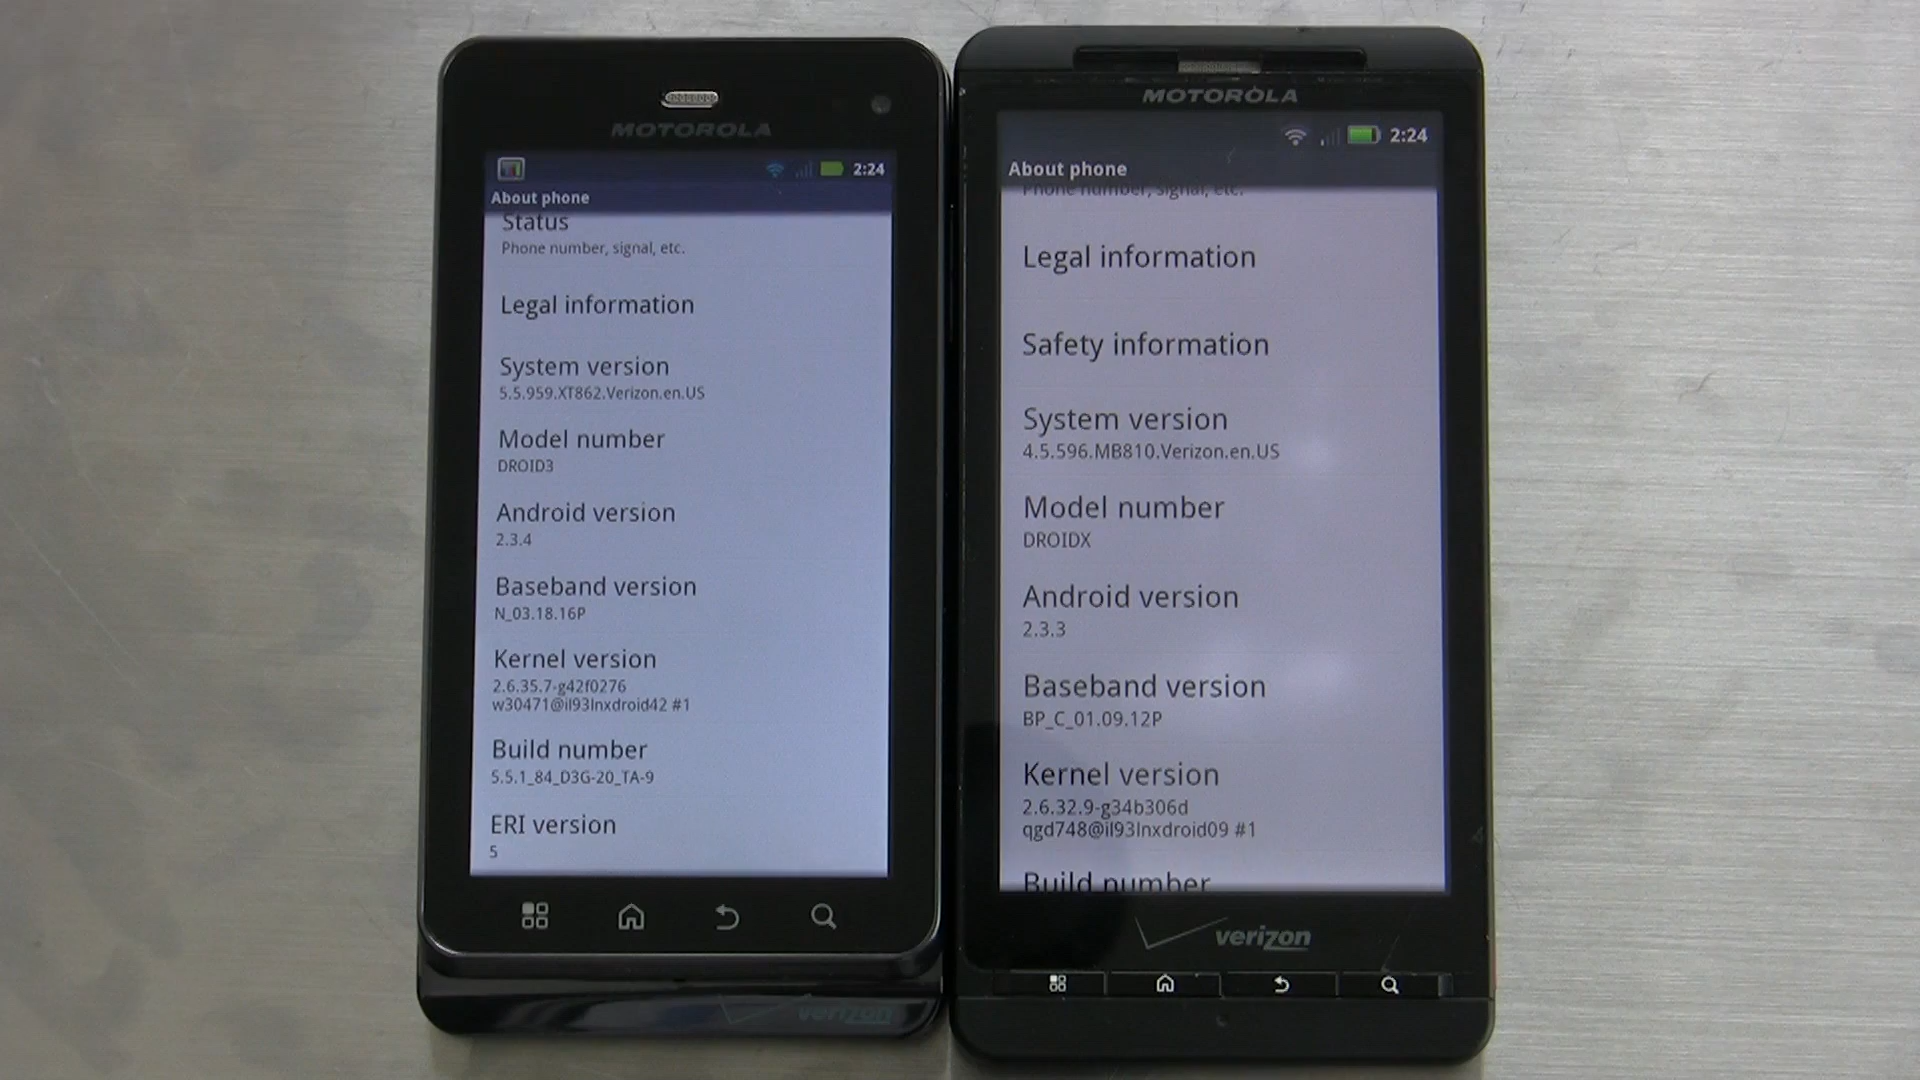 MOTOROLA
2:24
About phone
Status
Phone number, signal, etc.
Legal information
System version
5.5.959.XT862.Verizon.en.US
Model number
DROID3
Android version
2.3.4
Baseband version
N_03.18.16P
Kernel version
2.6.35.7-g42f0276
w30471@il93lnxdroid42 #1
Build number
5.5.1_84_D3G-20_TA-9
ERI version
5
verizon
MOTOROLA
2:24
About phone
Phone number, signal, etc.
Legal information
Safety information
System version
4.5.596.MB810.Verizon.en.US
Model number
DROIDX
Android version
2.3.3
Baseband version
BP_C_01.09.12P
Kernel version
2.6.32.9-g34b306d
qgd748@il93lnxdroid09 #1
Build number
verizon